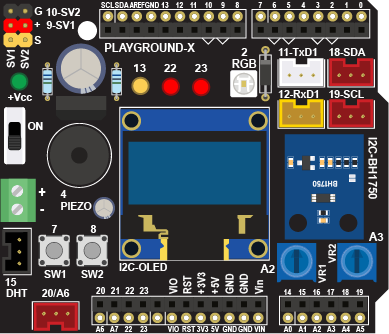 SCL SDA AREF GND 13 12 11 10 9 8
7 6 5 4 3 2 1 0
G 10-SV2
+ 9-SV1
S
SV1
SV2
PLAYGROUND-X
2
RGB
11-TxD1
18-SDA
13
22
23
+Vcc
12-RxD1
19-SCL
ON
I2C-BH1750
BH1750
+
-
4
PIEZO
7
8
A3
15
DHT
SW1
SW2
I2C-OLED
A2
VR1
VR2
20/A6
20 21 22 23
VIO RST +3V3 +5V GND GND Vin
14 15 16 17 18 19
A6 A7 22 23
VIO RST 3V3 5V GND GND VIN
A0 A1 A2 A3 A4 A5